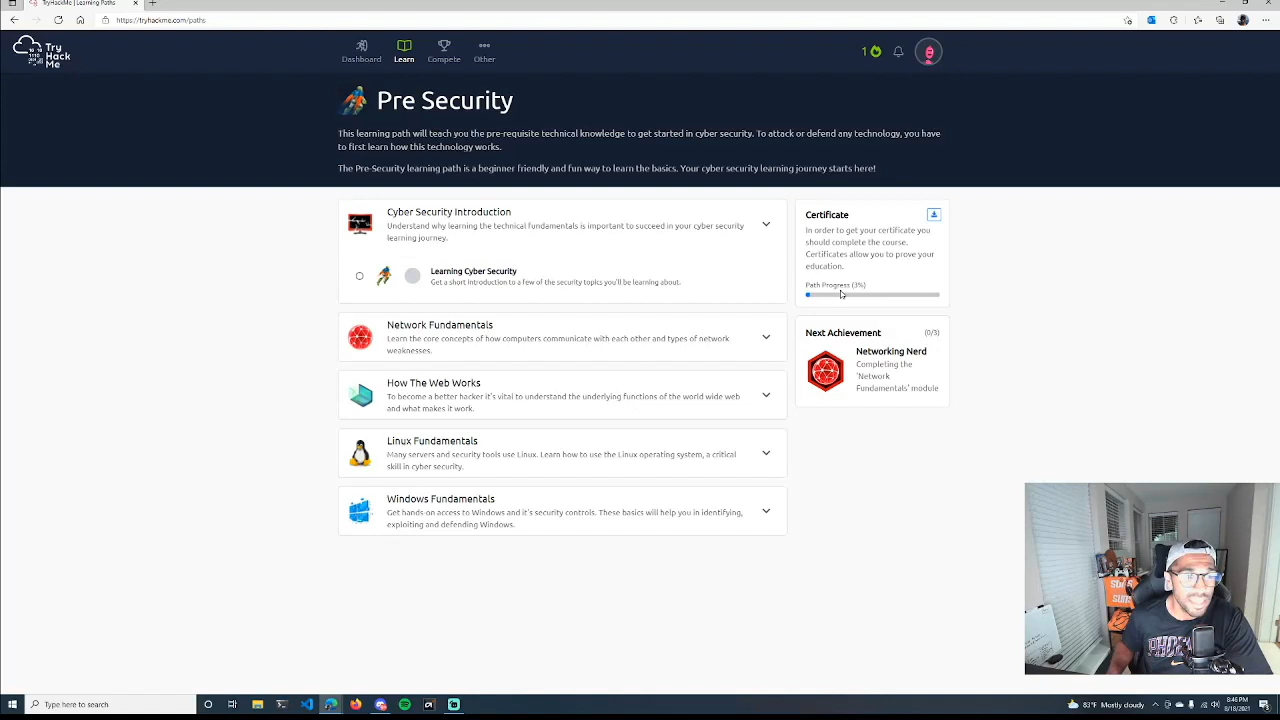 TryHackMe | Learning Paths
https://tryhackme.com/paths
Try
Hack
Me
Dashboard
Learn
Compete
Other
1
Pre Security
This learning path will teach you the pre-requisite technical knowledge to get started in cyber security. To attack or defend any technology, you have
to first learn how this technology works.
The Pre-Security learning path is a beginner friendly and fun way to learn the basics. Your cyber security learning journey starts here!
Cyber Security Introduction
Understand why learning the technical fundamentals is important to succeed in your cyber security
learning journey.
Learning Cyber Security
Get a short introduction to a few of the security topics you'll be learning about.
Network Fundamentals
Learn the core concepts of how computers communicate with each other and types of network
weaknesses.
How The Web Works
To become a better hacker it's vital to understand the underlying functions of the world wide web
and what makes it work.
Linux Fundamentals
Many servers and security tools use Linux. Learn how to use the Linux operating system, a critical
skill in cyber security.
Windows Fundamentals
Get hands-on access to Windows and it's security controls. These basics will help you in identifying,
exploiting and defending Windows.
Certificate
In order to get your certificate you
should complete the course.
Certificates allow you to prove your
education.
Path Progress (3%)
Next Achievement
(0/3)
Networking Nerd
Completing the
'Network
Fundamentals' module
Type here to search
83°F Mostly cloudy
8:46 PM
8/18/2021